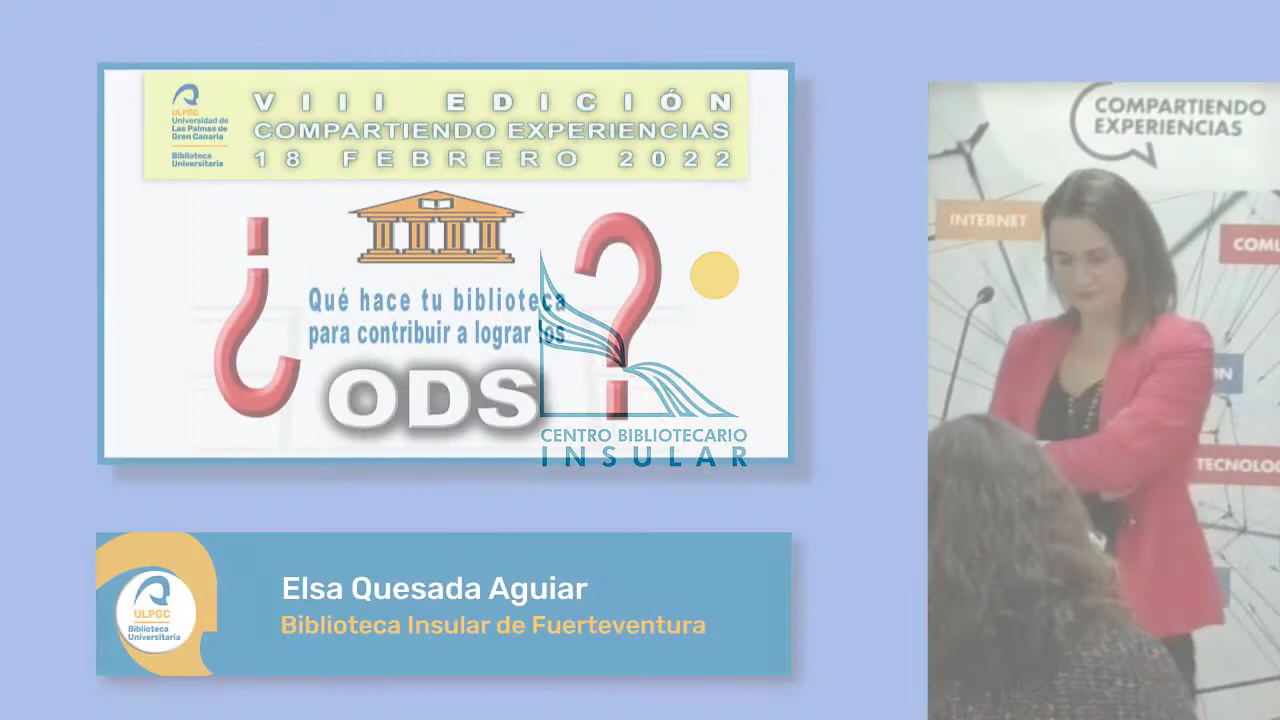 ULPGC
Universidad de
Las Palmas de
Gran Canaria
Biblioteca
Universitaria
VIII EDICIÓN
COMPARTIENDO EXPERIENCIAS
18 FEBRERO 2022
¿
Qué hace tu biblioteca
para contribuir a lograr los
ODS
?
CENTRO BIBLIOTECARIO
INSULAR
COMPARTIENDO
EXPERIENCIAS
INTERNET
ULPGC
Biblioteca
Universitaria
Elsa Quesada Aguiar
Biblioteca Insular de Fuerteventura